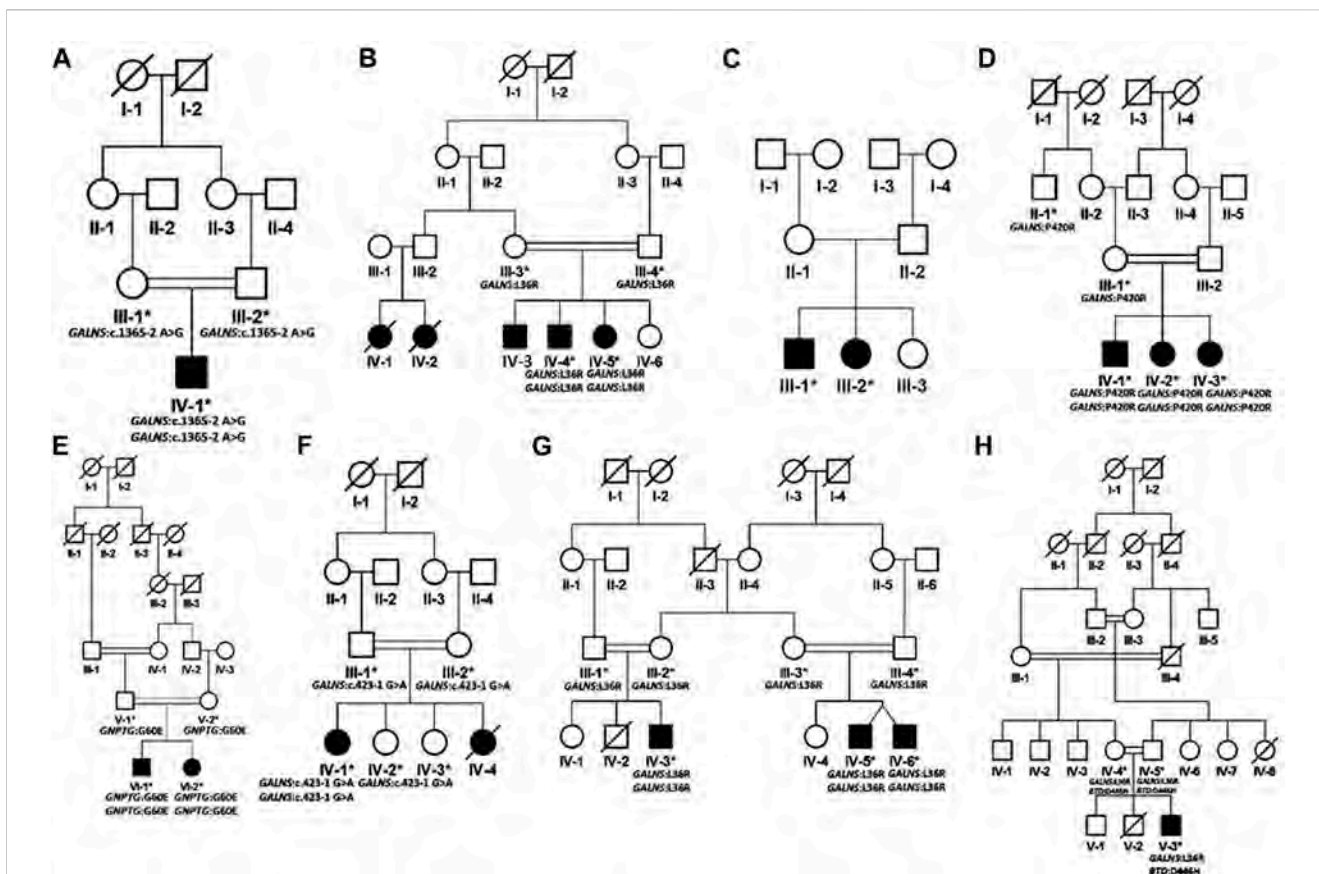 A
I-1 I-2
II-1 II-2 II-3 II-4
III-1* III-2*
GALNS:c.1365-2 A>G GALNS:c.1365-2 A>G
IV-1*
GALNS:c.1365-2 A>G
GALNS:c.1365-2 A>G
B
I-1 I-2
II-1 II-2 II-3 II-4
III-1 III-2 III-3* III-4*
GALNS:L36R GALNS:L36R
IV-1 IV-2 IV-3 IV-4* IV-5* IV-6
GALNS:L36R GALNS:L36R
GALNS:L36R GALNS:L36R
C
I-1 I-2 I-3 I-4
II-1 II-2
III-1* III-2* III-3
D
I-1 I-2 I-3 I-4
II-1* II-2 II-3 II-4 II-5
GALNS:P420R
III-1* III-2
GALNS:P420R
IV-1* IV-2* IV-3*
GALNS:P420R GALNS:P420R GALNS:P420R
GALNS:P420R GALNS:P420R GALNS:P420R
E
I-1 I-2
II-1 II-2 II-3 II-4
III-2 III-3
III-1 IV-1 IV-2 IV-3
V-1* V-2*
GNPTG:G60E GNPTG:G60E
VI-1* VI-2*
GNPTG:G60E GNPTG:G60E
GNPTG:G60E GNPTG:G60E
F
I-1 I-2
II-1 II-2 II-3 II-4
III-1* III-2*
GALNS:c.423-1 G>A GALNS:c.423-1 G>A
IV-1* IV-2* IV-3* IV-4
GALNS:c.423-1 G>A GALNS:c.423-1 G>A
GALNS:c.423-1 G>A
G
I-1 I-2 I-3 I-4
II-1 II-2 II-3 II-4 II-5 II-6
III-1* III-2* III-3* III-4*
GALNS:L36R GALNS:L36R GALNS:L36R GALNS:L36R
IV-1 IV-2 IV-3* IV-4 IV-5* IV-6*
GALNS:L36R GALNS:L36R GALNS:L36R
GALNS:L36R GALNS:L36R GALNS:L36R
H
I-1 I-2
II-1 II-2 II-3 II-4
III-2 III-3 III-5
III-1 III-4
IV-1 IV-2 IV-3 IV-4* IV-5* IV-6 IV-7 IV-8
GALNS:L36R GALNS:L36R
BTD:D446H BTD:D446H
V-1 V-2 V-3*
GALNS:L36R
BTD:D446H